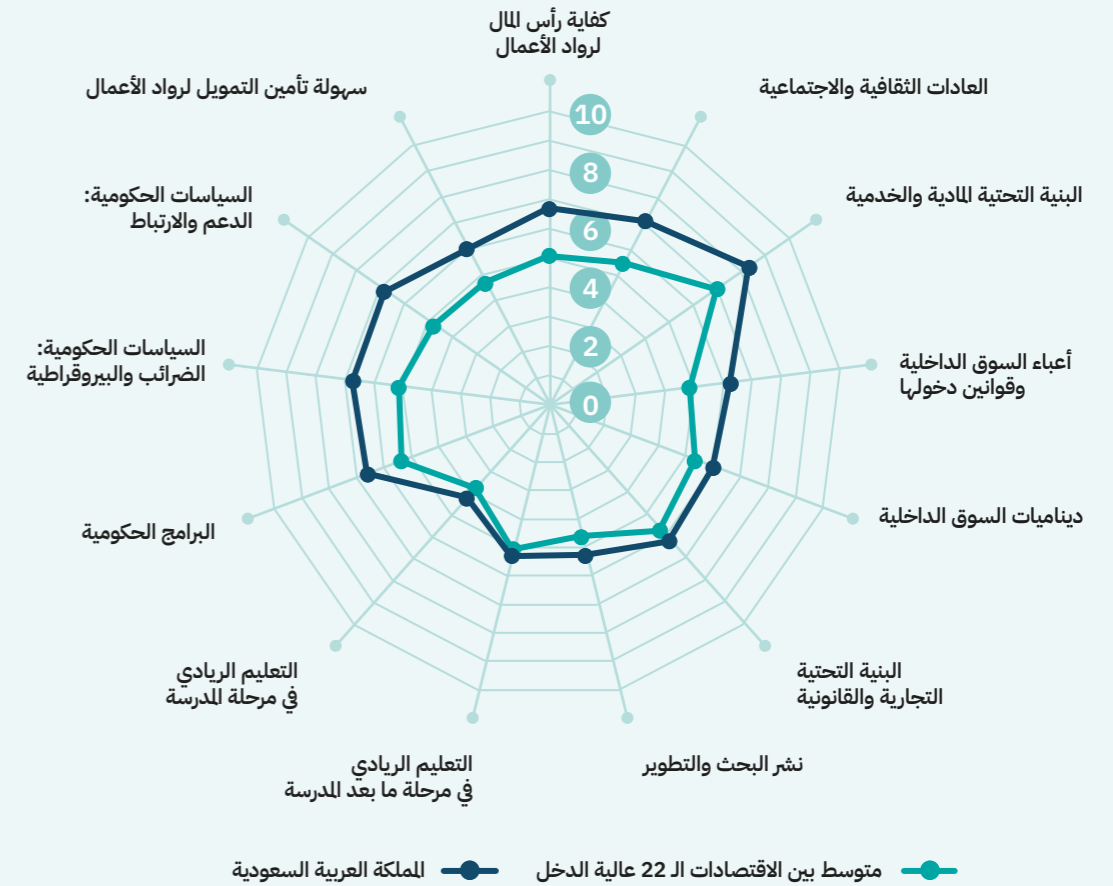 كفاية رأس المال
لرواد الأعمال
سهولة تأمين التمويل لرواد الأعمال
العادات الثقافية والاجتماعية
السياسات الحكومية:
الدعم والارتباط
البنية التحتية المادية والخدمية
السياسات الحكومية:
الضرائب والبيروقراطية
أعباء السوق الداخلية
وقوانين دخولها
البرامج الحكومية
ديناميات السوق الداخلية
التعليم الريادي
في مرحلة المدرسة
البنية التحتية
التجارية والقانونية
التعليم الريادي
في مرحلة ما بعد المدرسة
نشر البحث والتطوير
10
8
6
4
2
0
متوسط بين الاقتصادات الـ 22 عالية الدخل
المملكة العربية السعودية